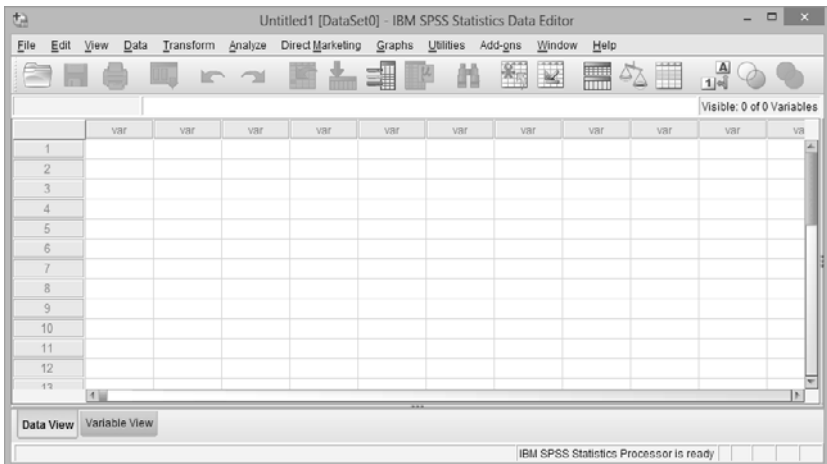 Untitled1 [DataSet0] - IBM SPSS Statistics Data Editor
File Edit View Data Transform Analyze Direct Marketing Graphs Utilities Add-ons Window Help
Visible: 0 of 0 Variables
var var var var var var var var var var va
1
2
3
4
5
6
7
8
9
10
11
12
13
Data View Variable View
IBM SPSS Statistics Processor is ready